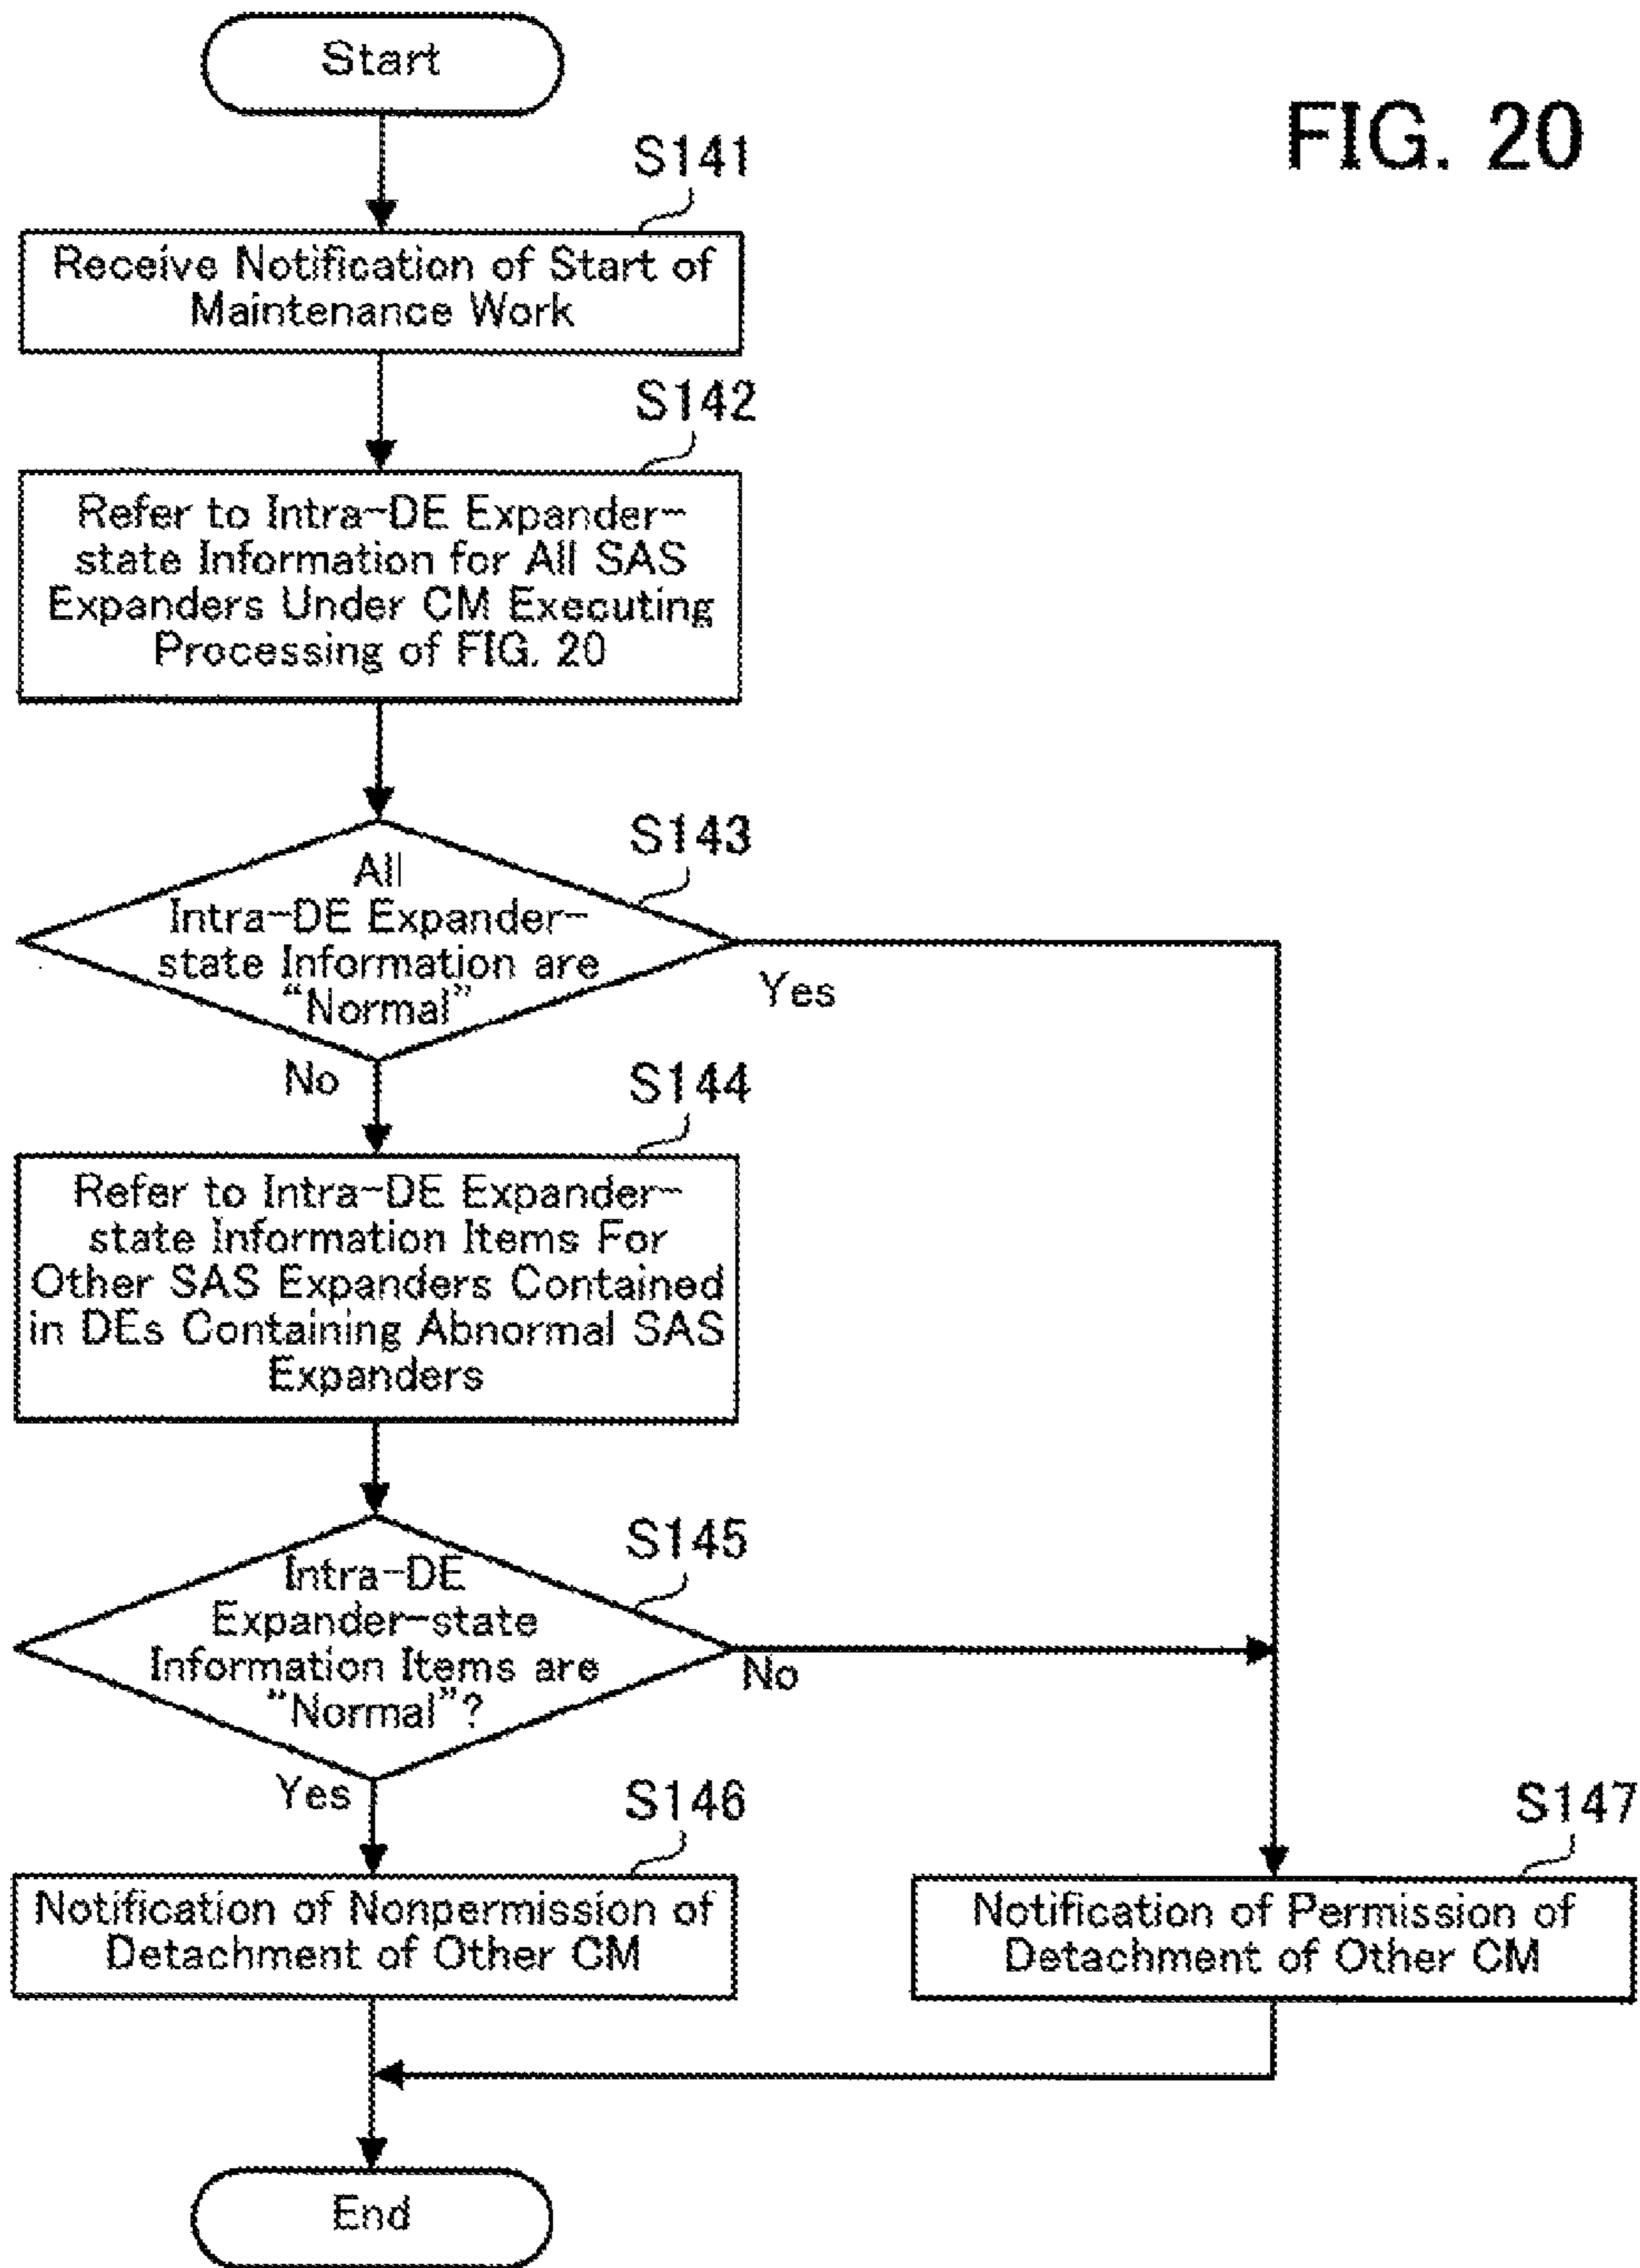 Start
FIG. 20
S141
Receive Notification of Start of
Maintenance Work
S142
Refer to Intra-DE Expander-
state Information for All SAS
Expanders Under CM Executing
Processing of FIG. 20
S143
All
Intra-DE Expander-
state Information are
“Normal”
Yes
No
S144
Refer to Intra-DE Expander-
state Information Items For
Other SAS Expanders Contained
in DEs Containing Abnormal SAS
Expanders
S145
Intra-DE
Expander-state
Information Items are
“Normal”?
No
Yes
S146
Notification of Nonpermission of
Detachment of Other CM
S147
Notification of Permission of
Detachment of Other CM
End